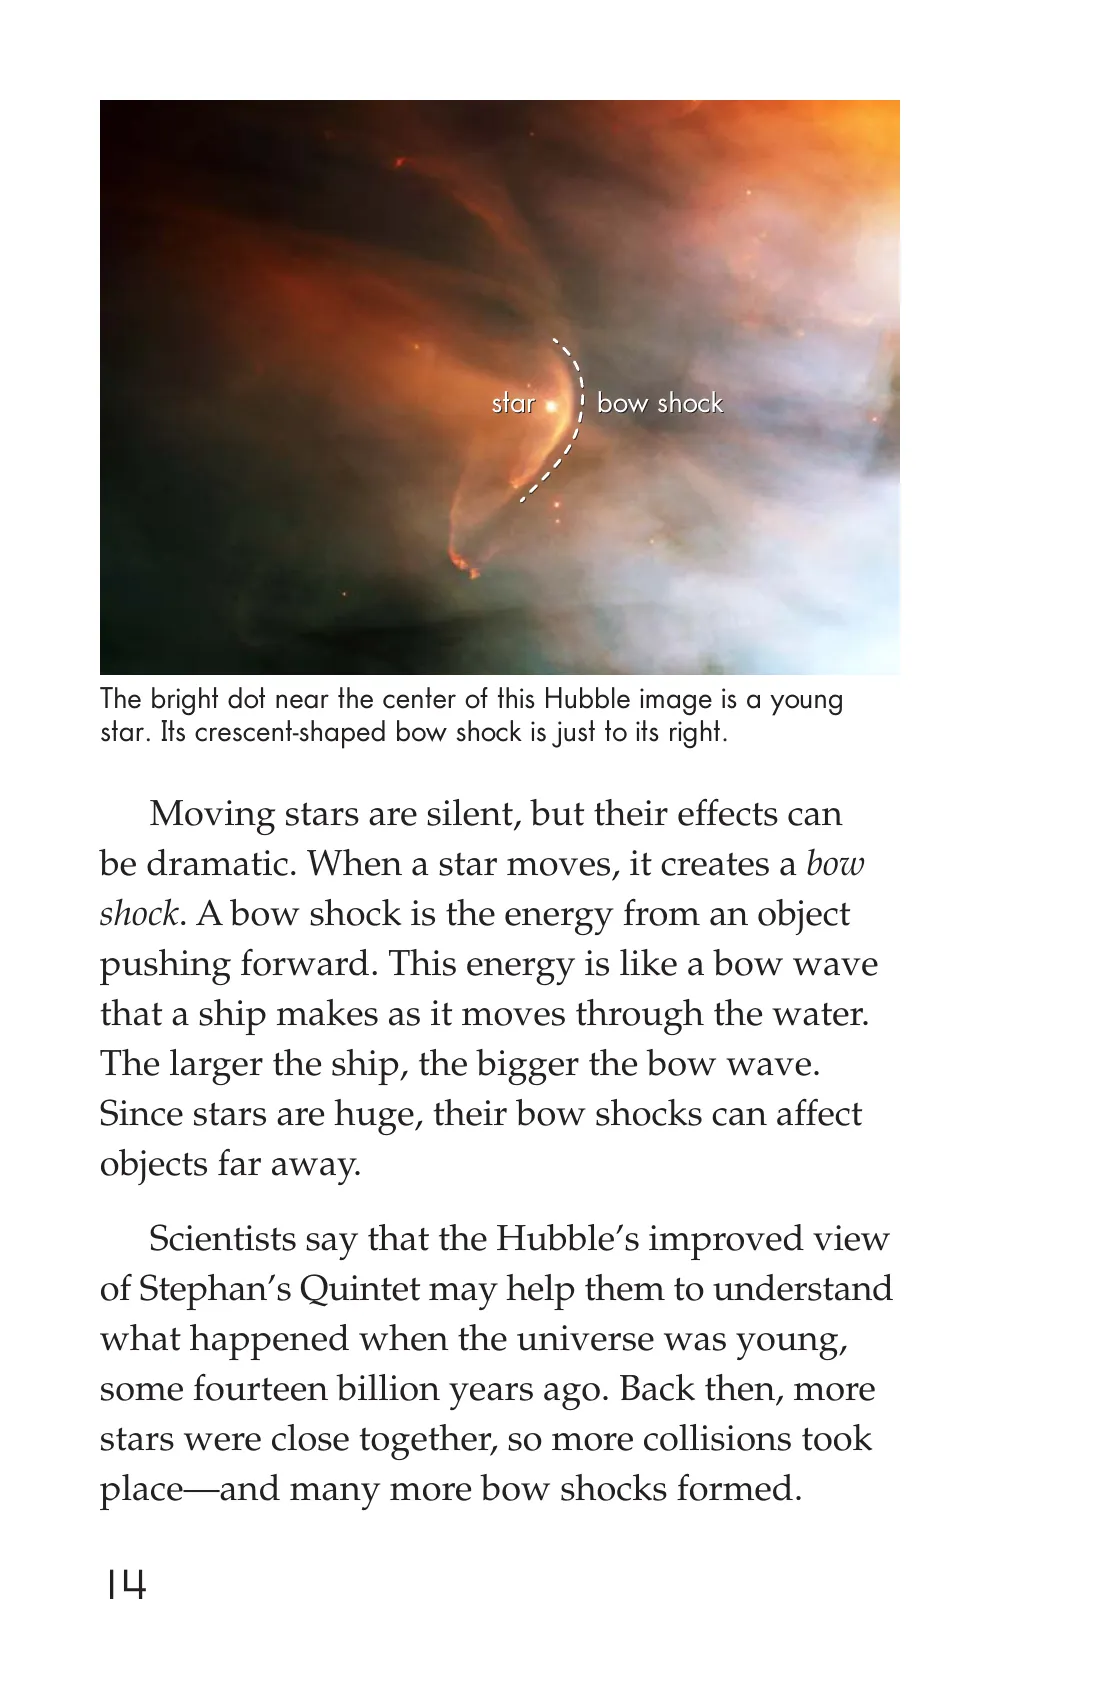 star bow shock
The bright dot near the center of this Hubble image is a young
star. Its crescent-shaped bow shock is just to its right.
Moving stars are silent, but their effects can
be dramatic. When a star moves, it creates a bow
shock. A bow shock is the energy from an object
pushing forward. This energy is like a bow wave
that a ship makes as it moves through the water.
The larger the ship, the bigger the bow wave.
Since stars are huge, their bow shocks can affect
objects far away.
Scientists say that the Hubble’s improved view
of Stephan’s Quintet may help them to understand
what happened when the universe was young,
some fourteen billion years ago. Back then, more
stars were close together, so more collisions took
place—and many more bow shocks formed.
14